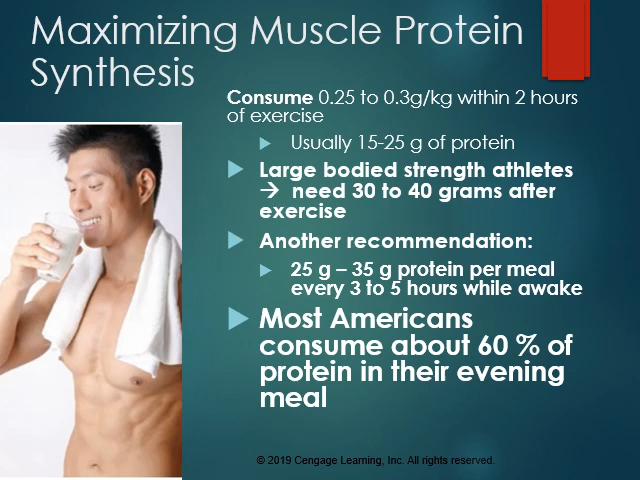 Maximizing Muscle Protein
Synthesis
Consume 0.25 to 0.3g/kg within 2 hours
of exercise
Usually 15-25 g of protein
Large bodied strength athletes
→ need 30 to 40 grams after
exercise
Another recommendation:
25 g – 35 g protein per meal
every 3 to 5 hours while awake
Most Americans
consume about 60 % of
protein in their evening
meal
© 2019 Cengage Learning, Inc. All rights reserved.